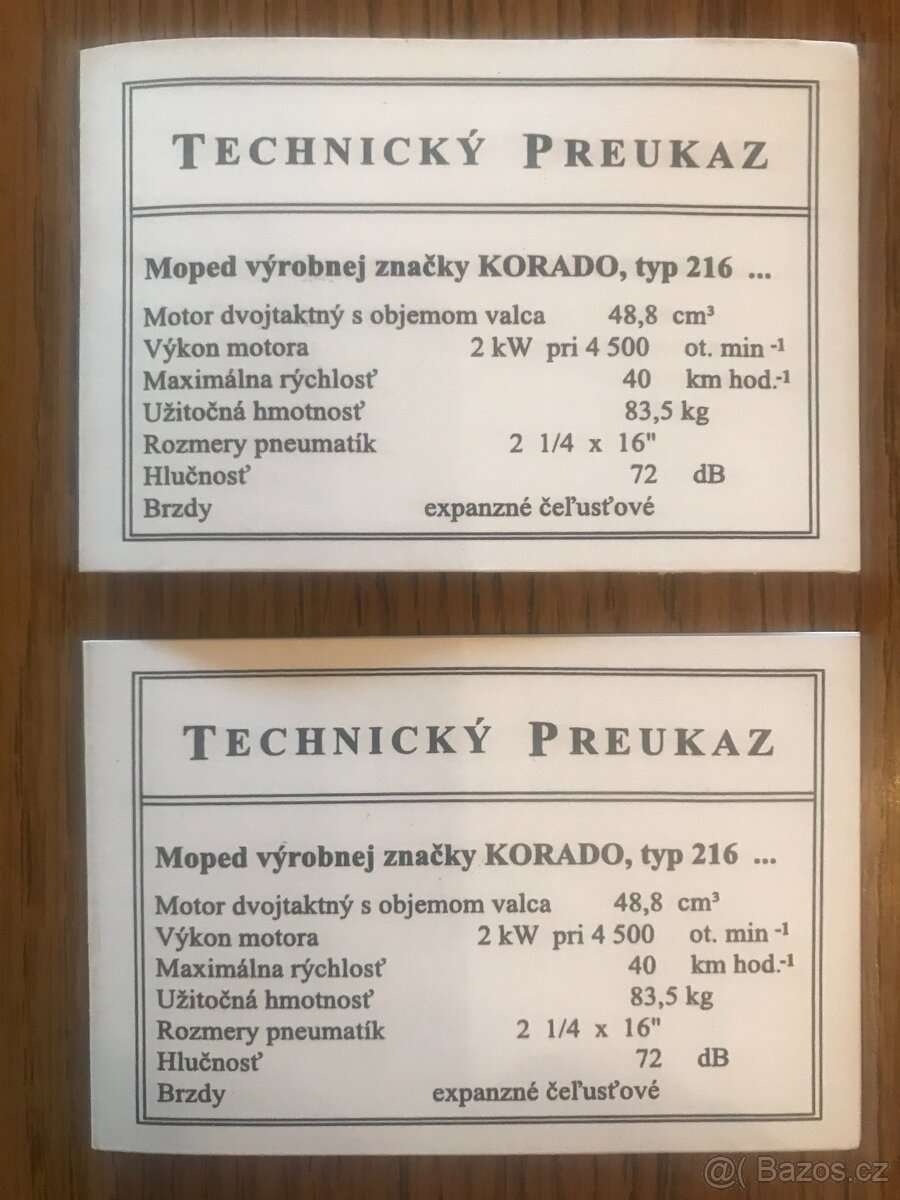 TECHNICKÝ PREUKAZ
Moped výrobnej značky KORADO, typ 216 ...
Motor dvojtaktný s objemom valca 48,8 cm³
Výkon motora 2 kW pri 4 500 ot. min -1
Maximálna rýchlosť 40 km hod.-1
Užitočná hmotnosť 83,5 kg
Rozmery pneumatík 2 1/4 x 16"
Hlučnosť 72 dB
Brzdy expanzné čeľusťové
TECHNICKÝ PREUKAZ
Moped výrobnej značky KORADO, typ 216 ...
Motor dvojtaktný s objemom valca 48,8 cm³
Výkon motora 2 kW pri 4 500 ot. min -1
Maximálna rýchlosť 40 km hod.-1
Užitočná hmotnosť 83,5 kg
Rozmery pneumatík 2 1/4 x 16"
Hlučnosť 72 dB
Brzdy expanzné čeľusťové
@( Bazos.cz